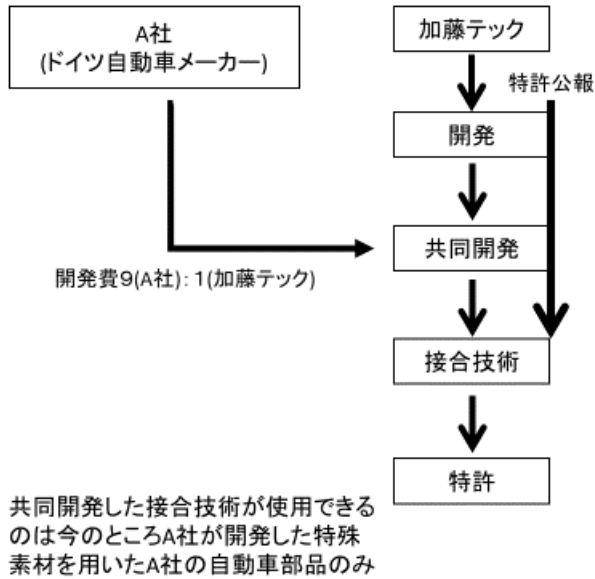 A社
(ドイツ自動車メーカー)
加藤テック
特許公報
開発
共同開発
開発費9(A社):1(加藤テック)
接合技術
特許
共同開発した接合技術が使用できる
のは今のところA社が開発した特殊
素材を用いたA社の自動車部品のみ